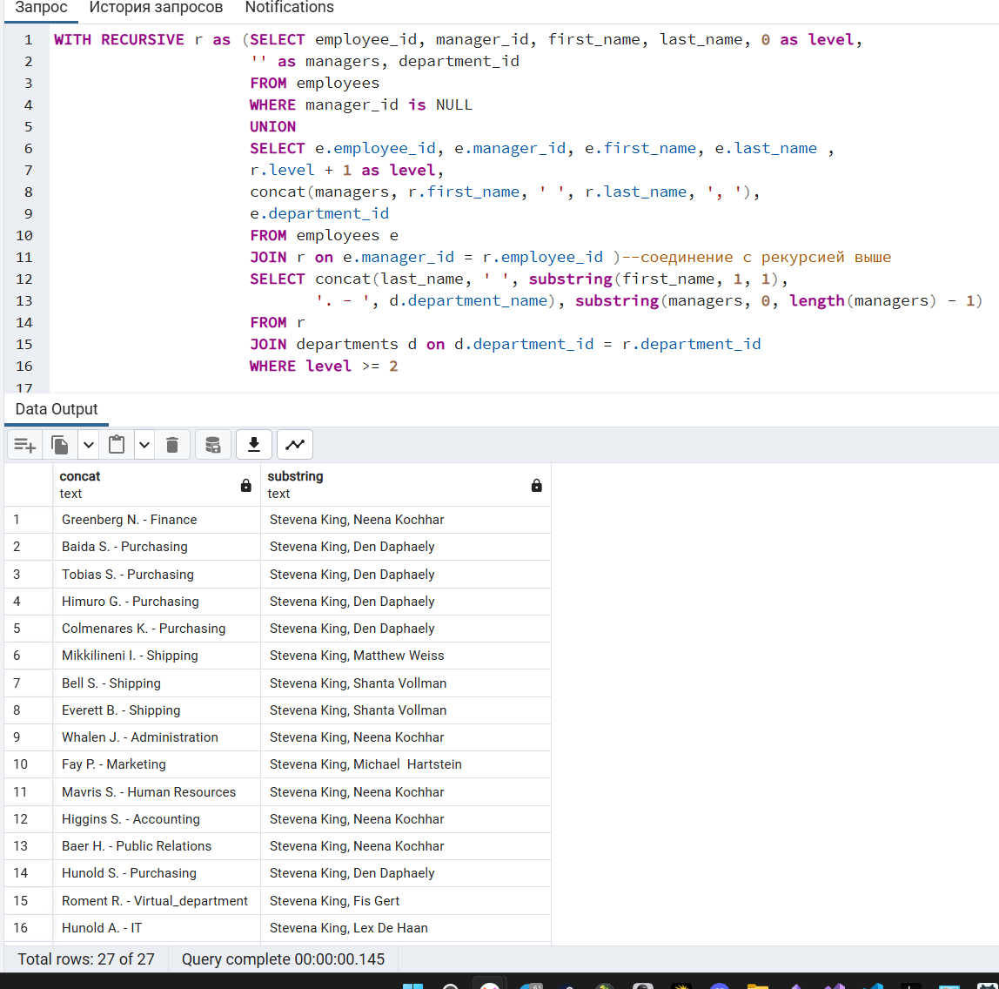 Запрос История запросов Notifications
1 WITH RECURSIVE r as (SELECT employee_id, manager_id, first_name, last_name, 0 as level,
2 '' as managers, department_id
3 FROM employees
4 WHERE manager_id is NULL
5 UNION
6 SELECT e.employee_id, e.manager_id, e.first_name, e.last_name ,
7 r.level + 1 as level,
8 concat(managers, r.first_name, ' ', r.last_name, ', '),
9 e.department_id
10 FROM employees e
11 JOIN r on e.manager_id = r.employee_id )--соединение с рекурсией выше
12 SELECT concat(last_name, ' ', substring(first_name, 1, 1),
13 '. - ', d.department_name), substring(managers, 0, length(managers) - 1)
14 FROM r
15 JOIN departments d on d.department_id = r.department_id
16 WHERE level >= 2
17
Data Output
concat substring
text text
1 Greenberg N. - Finance Stevena King, Neena Kochhar
2 Baida S. - Purchasing Stevena King, Den Daphaely
3 Tobias S. - Purchasing Stevena King, Den Daphaely
4 Himuro G. - Purchasing Stevena King, Den Daphaely
5 Colmenares K. - Purchasing Stevena King, Den Daphaely
6 Mikkilineni I. - Shipping Stevena King, Matthew Weiss
7 Bell S. - Shipping Stevena King, Shanta Vollman
8 Everett B. - Shipping Stevena King, Shanta Vollman
9 Whalen J. - Administration Stevena King, Neena Kochhar
10 Fay P. - Marketing Stevena King, Michael  Hartstein
11 Mavris S. - Human Resources Stevena King, Neena Kochhar
12 Higgins S. - Accounting Stevena King, Neena Kochhar
13 Baer H. - Public Relations Stevena King, Neena Kochhar
14 Hunold S. - Purchasing Stevena King, Den Daphaely
15 Roment R. - Virtual_department Stevena King, Fis Gert
16 Hunold A. - IT Stevena King, Lex De Haan
Total rows: 27 of 27 Query complete 00:00:00.145